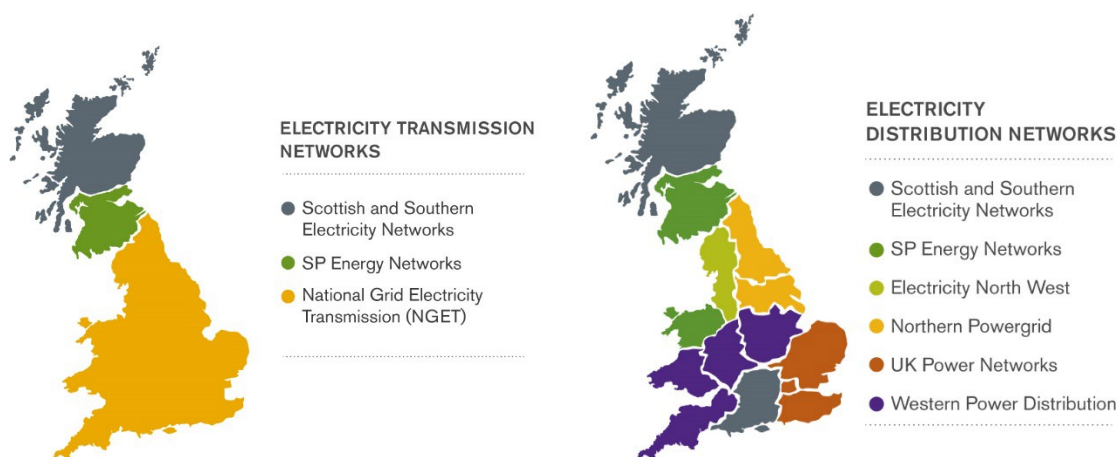 ELECTRICITY TRANSMISSION
NETWORKS
Scottish and Southern
Electricity Networks
SP Energy Networks
National Grid Electricity
Transmission (NGET)
ELECTRICITY
DISTRIBUTION NETWORKS
Scottish and Southern
Electricity Networks
SP Energy Networks
Electricity North West
Northern Powergrid
UK Power Networks
Western Power Distribution